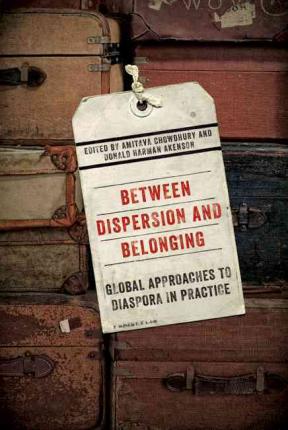 EDITED BY AMITAVA CHOWDHURY AND
DONALD HARMAN AKENSON
BETWEEN
DISPERSION AND
BELONGING
GLOBAL APPROACHES TO
DIASPORA IN PRACTICE